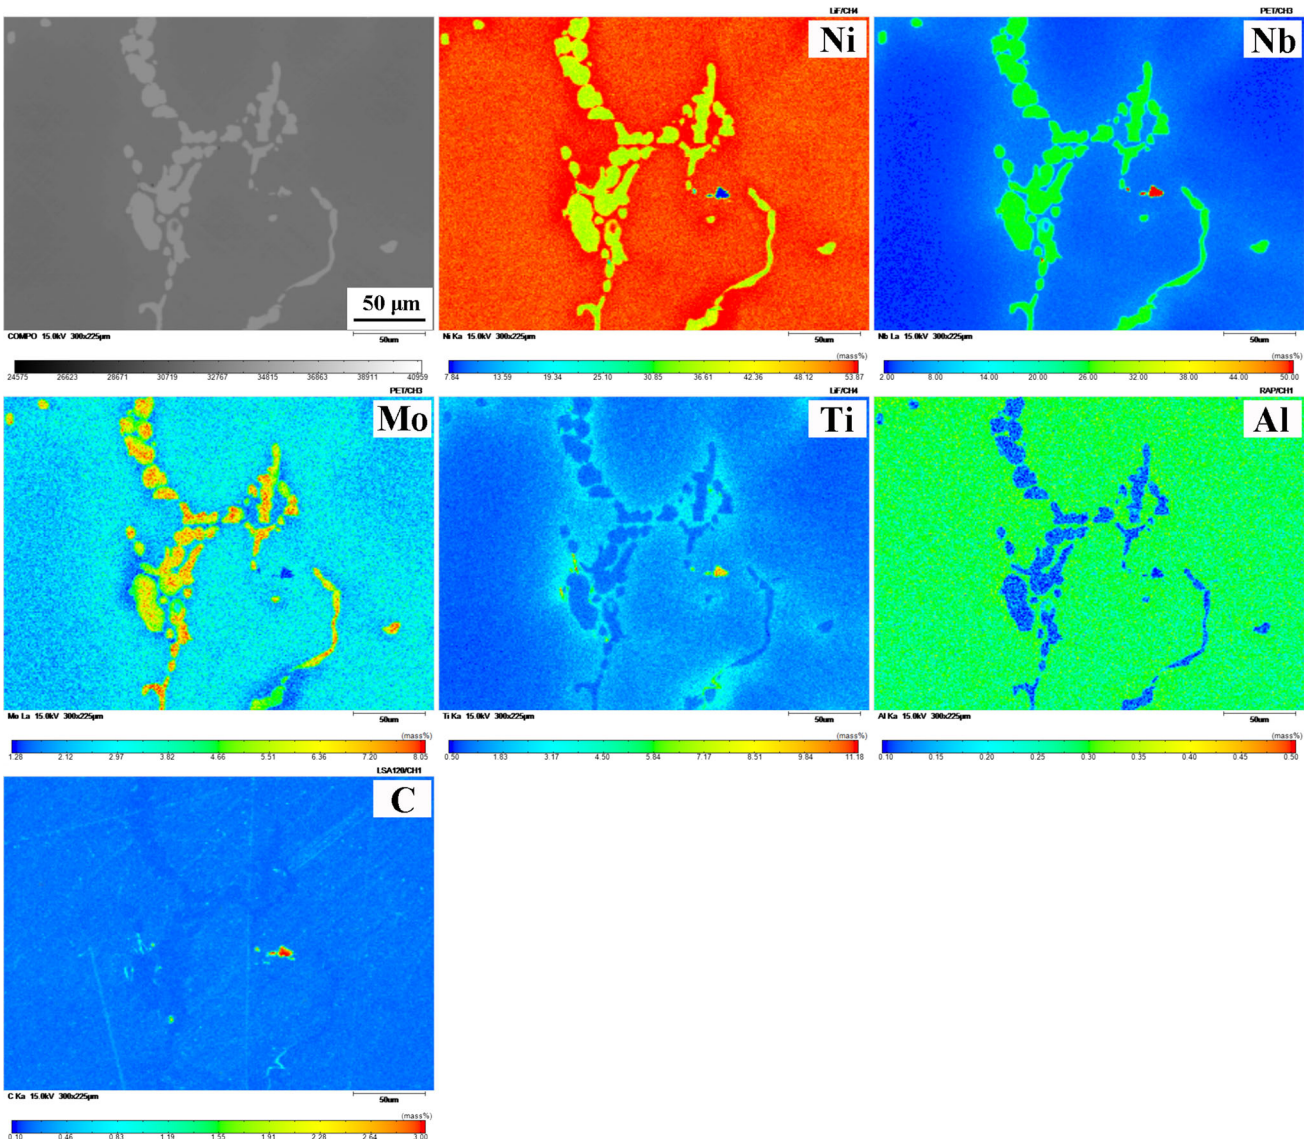 LiF/CH4
PET/CH3
Ni
Nb
50 μm
COMPO 15.0kV 300x225μm
50um
Ni Ka 15.0kV 300x225μm
50um
Nb La 15.0kV 300x225μm
50um
24575 26623 28671 30719 32767 34815 36863 38911 40959
(mass%)
7.84 13.59 19.34 25.10 30.85 36.61 42.36 48.12 53.87
(mass%)
2.00 8.00 14.00 20.00 26.00 32.00 38.00 44.00 50.00
PET/CH3
LiF/CH4
RAP/CH1
Mo
Ti
Al
Mo La 15.0kV 300x225μm
50um
Ti Ka 15.0kV 300x225μm
50um
Al Ka 15.0kV 300x225μm
50um
(mass%)
1.28 2.12 2.97 3.82 4.66 5.51 6.36 7.20 8.05
(mass%)
0.50 1.83 3.17 4.50 5.84 7.17 8.51 9.84 11.18
(mass%)
0.10 0.15 0.20 0.25 0.30 0.35 0.40 0.45 0.50
LSA120/CH1
C
C Ka 15.0kV 300x225μm
50um
(mass%)
0.10 0.46 0.83 1.19 1.55 1.91 2.28 2.64 3.00